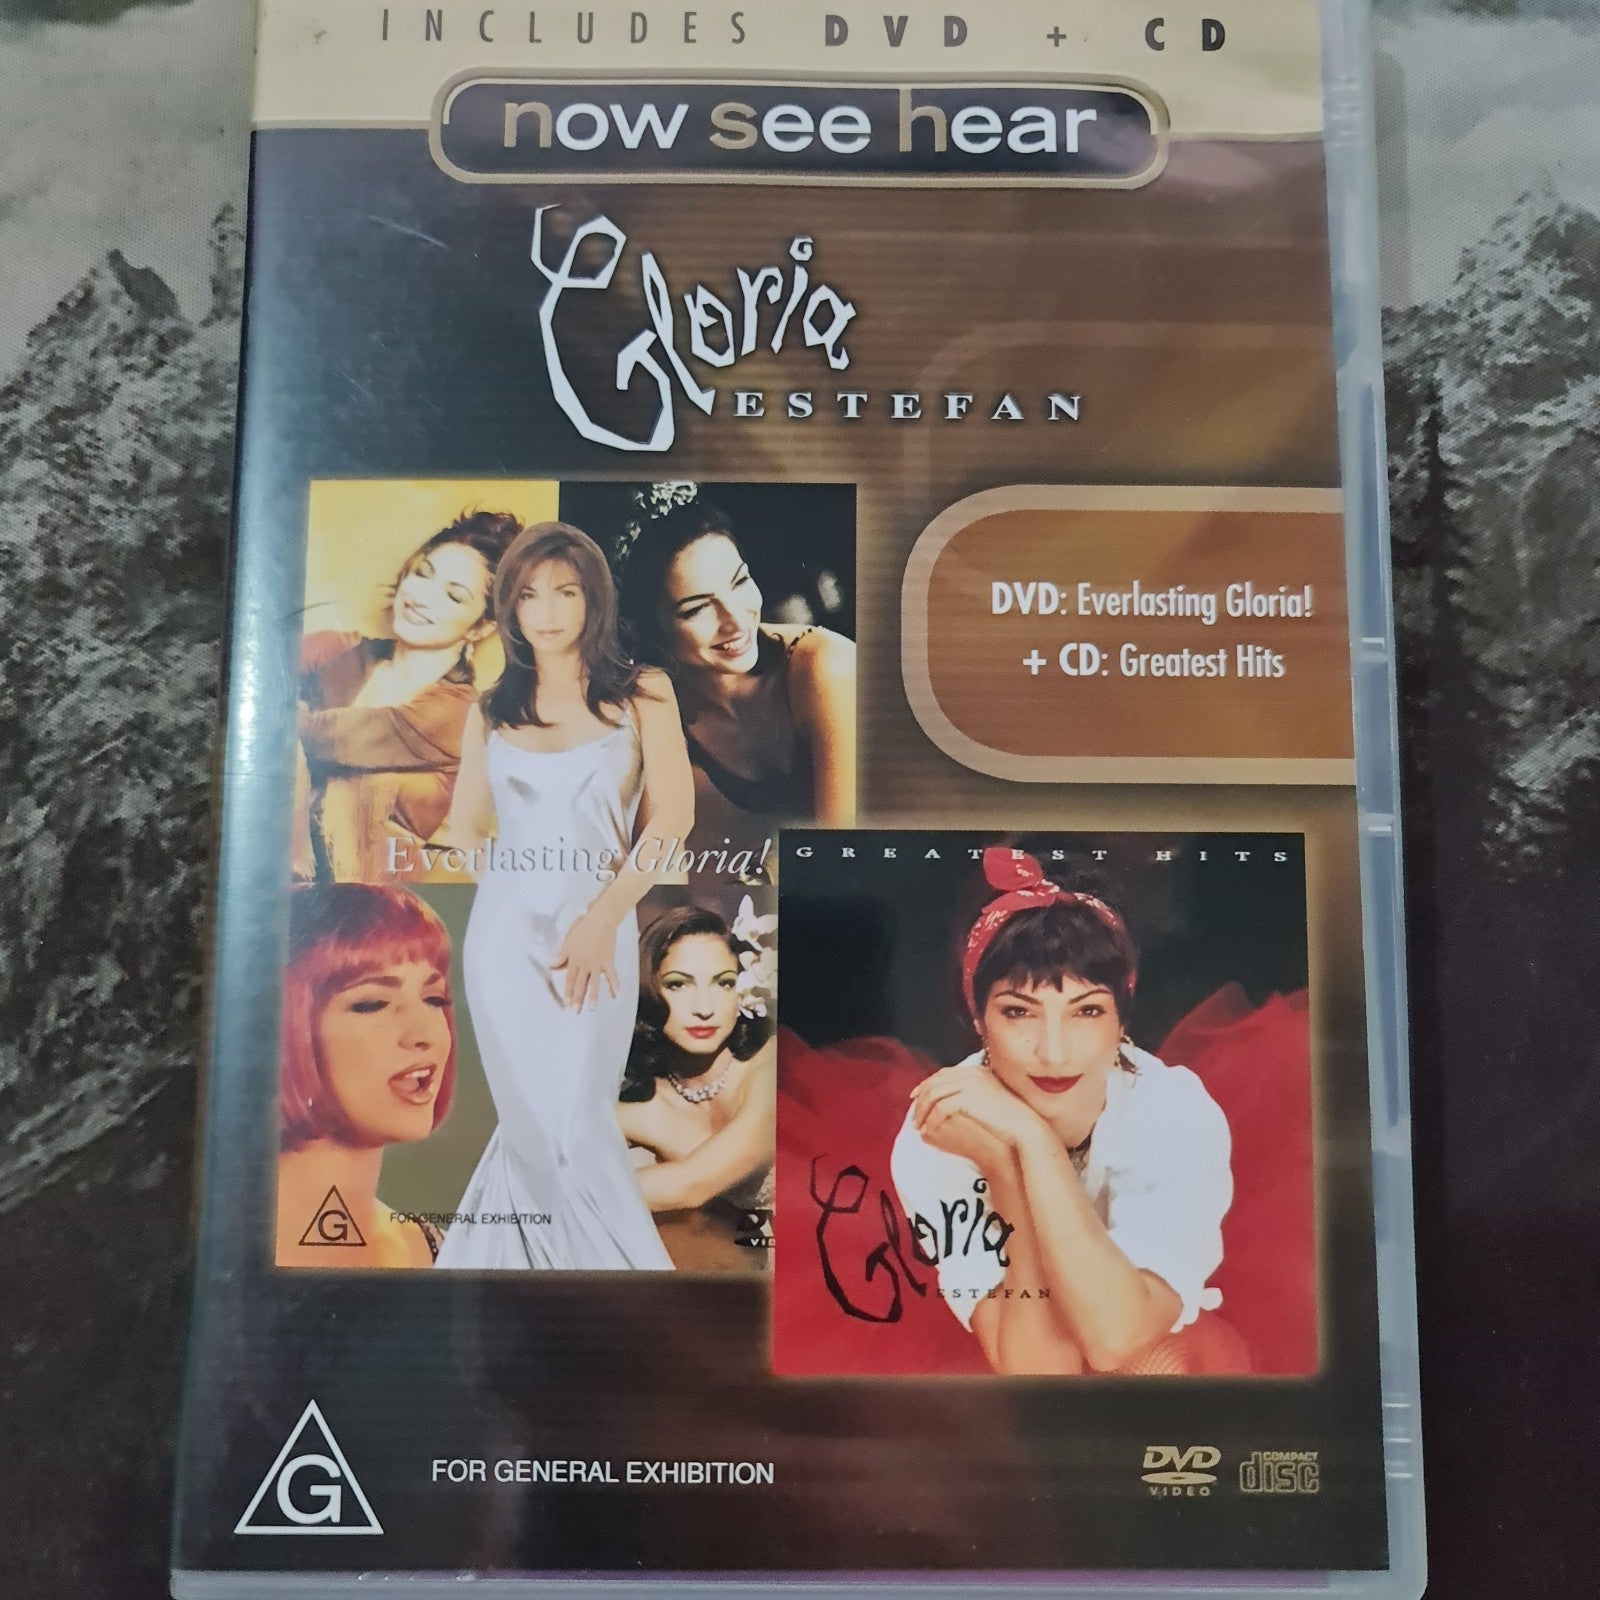 INCLUDES DVD + CD
now see hear
Gloria
ESTEFAN
DVD: Everlasting Gloria!
+ CD: Greatest Hits
Everlasting Gloria!
GREATEST HITS
G
FOR GENERAL EXHIBITION
VIDEO
Gloria
ESTEFAN
G
FOR GENERAL EXHIBITION
DVD
VIDEO
COMPACT
disc